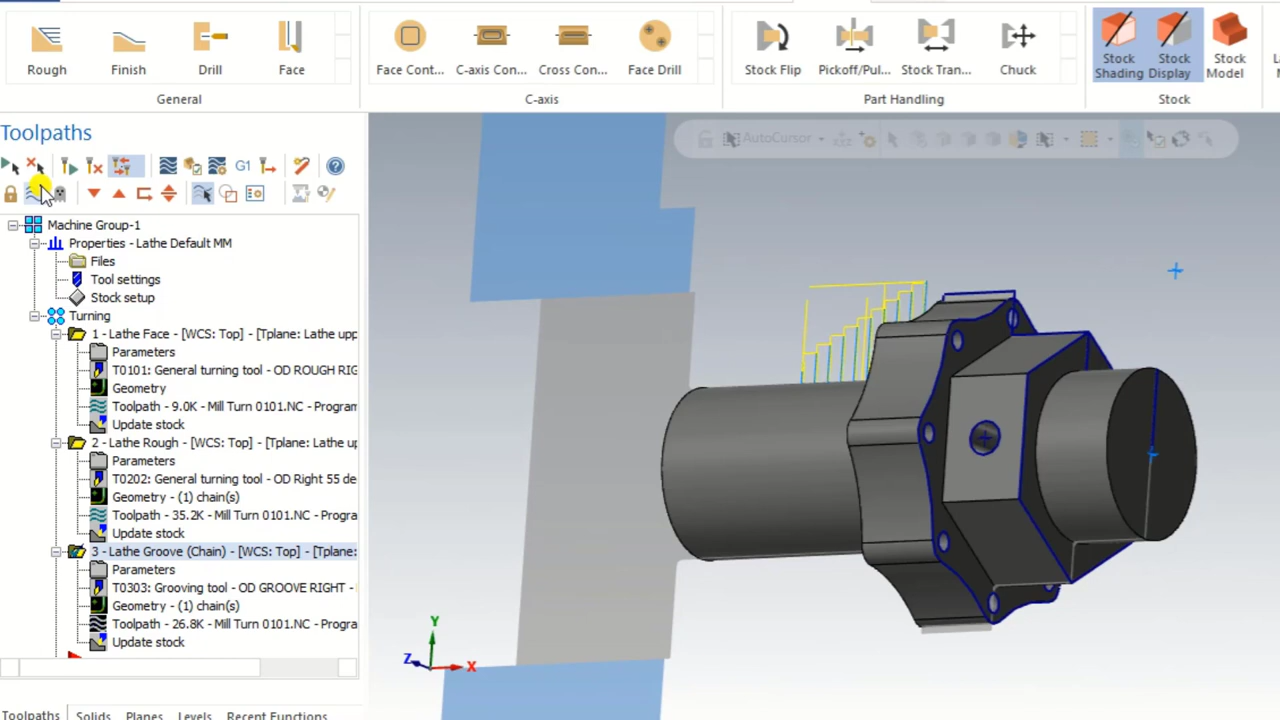 Rough Finish Drill Face
General
Face Cont... C-axis Con... Cross Con... Face Drill
C-axis
Stock Flip Pickoff/Pul... Stock Tran... Chuck
Part Handling
Stock Shading
Stock Display
Stock Model
Stock
Toolpaths
AutoCursor
G1
Machine Group-1
Properties - Lathe Default MM
Files
Tool settings
Stock setup
Turning
1 - Lathe Face - [WCS: Top] - [Tplane: Lathe upp
Parameters
T0101: General turning tool - OD ROUGH RIG
Geometry
Toolpath - 9.0K - Mill Turn 0101.NC - Program
Update stock
2 - Lathe Rough - [WCS: Top] - [Tplane: Lathe up
Parameters
T0202: General turning tool - OD Right 55 de
Geometry - (1) chain(s)
Toolpath - 35.2K - Mill Turn 0101.NC - Progra
Update stock
3 - Lathe Groove (Chain) - [WCS: Top] - [Tplane:
Parameters
T0303: Grooving tool - OD GROOVE RIGHT -
Geometry - (1) chain(s)
Toolpath - 26.8K - Mill Turn 0101.NC - Progra
Update stock
Y
Z
X
Toolpaths Solids Planes Levels Recent Functions